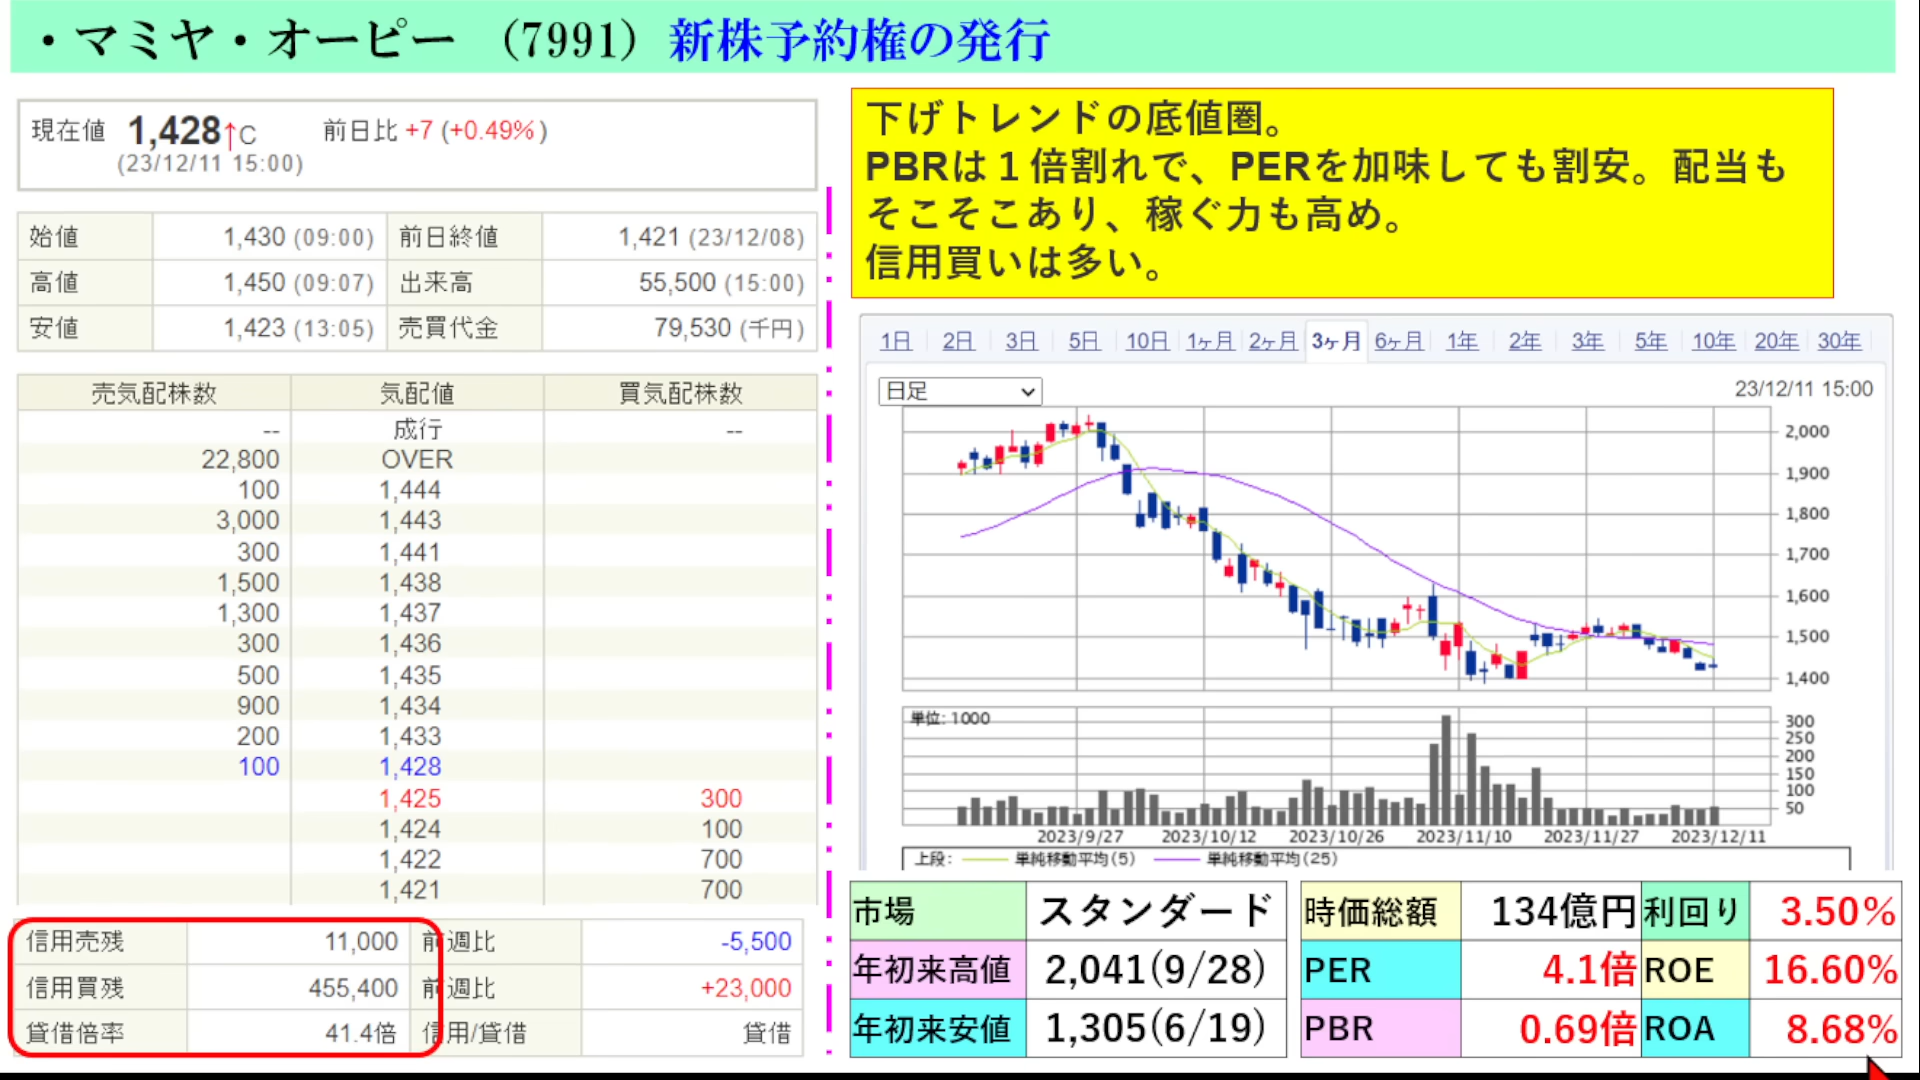 ・マミヤ・オーピー （7991） 新株予約権の発行
現在値 1,428↑C 前日比 +7 (+0.49%)
(23/12/11 15:00)
始値 1,430 (09:00) 前日終値 1,421 (23/12/08)
高値 1,450 (09:07) 出来高 55,500 (15:00)
安値 1,423 (13:05) 売買代金 79,530 (千円)
売気配株数 気配値 買気配株数
-- 成行 --
22,800 OVER
100 1,444
3,000 1,443
300 1,441
1,500 1,438
1,300 1,437
300 1,436
500 1,435
900 1,434
200 1,433
100 1,428
1,425 300
1,424 100
1,422 700
1,421 700
信用売残 11,000 前週比 -5,500
信用買残 455,400 前週比 +23,000
貸借倍率 41.4倍 信用/貸借 貸借
下げトレンドの底値圏。
PBRは１倍割れで、PERを加味しても割安。配当も
そこそこあり、稼ぐ力も高め。
信用買いは多い。
1日 2日 3日 5日 10日 1ヶ月 2ヶ月 3ヶ月 6ヶ月 1年 2年 3年 5年 10年 20年 30年
日足 23/12/11 15:00
2,000
1,900
1,800
1,700
1,600
1,500
1,400
単位: 1000
300
250
200
150
100
50
2023/9/27 2023/10/12 2023/10/26 2023/11/10 2023/11/27 2023/12/11
上段: 単純移動平均(5) 単純移動平均(25)
市場 スタンダード 時価総額 134億円 利回り 3.50%
年初来高値 2,041(9/28) PER 4.1倍 ROE 16.60%
年初来安値 1,305(6/19) PBR 0.69倍 ROA 8.68%